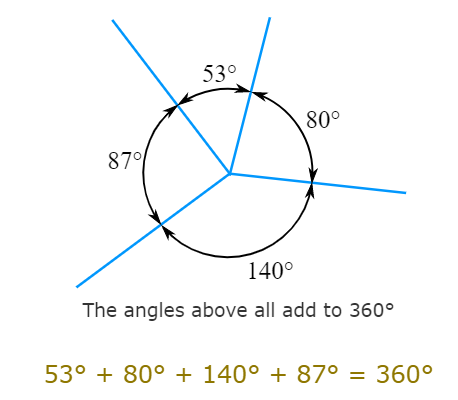 53°
80°
87°
140°
The angles above all add to 360°
53° + 80° + 140° + 87° = 360°